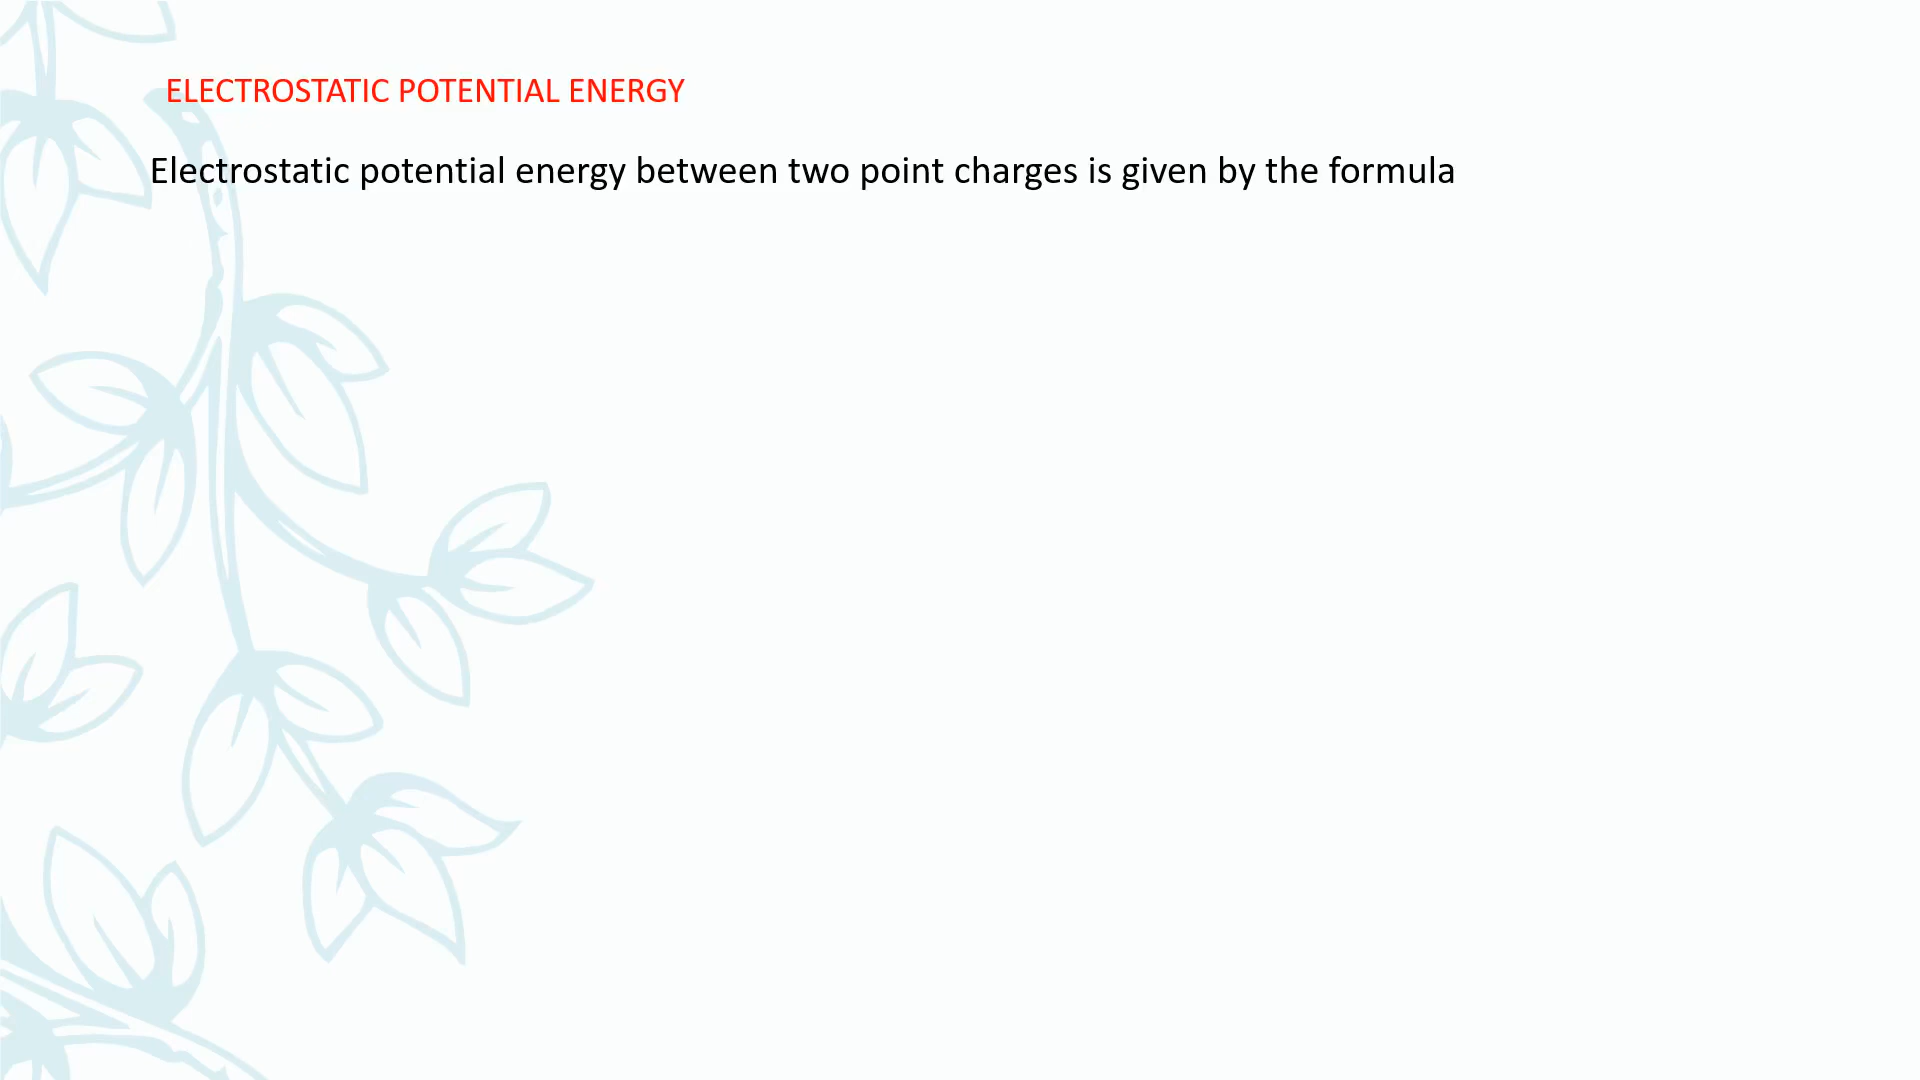 ELECTROSTATIC POTENTIAL ENERGY
Electrostatic potential energy between two point charges is given by the formula